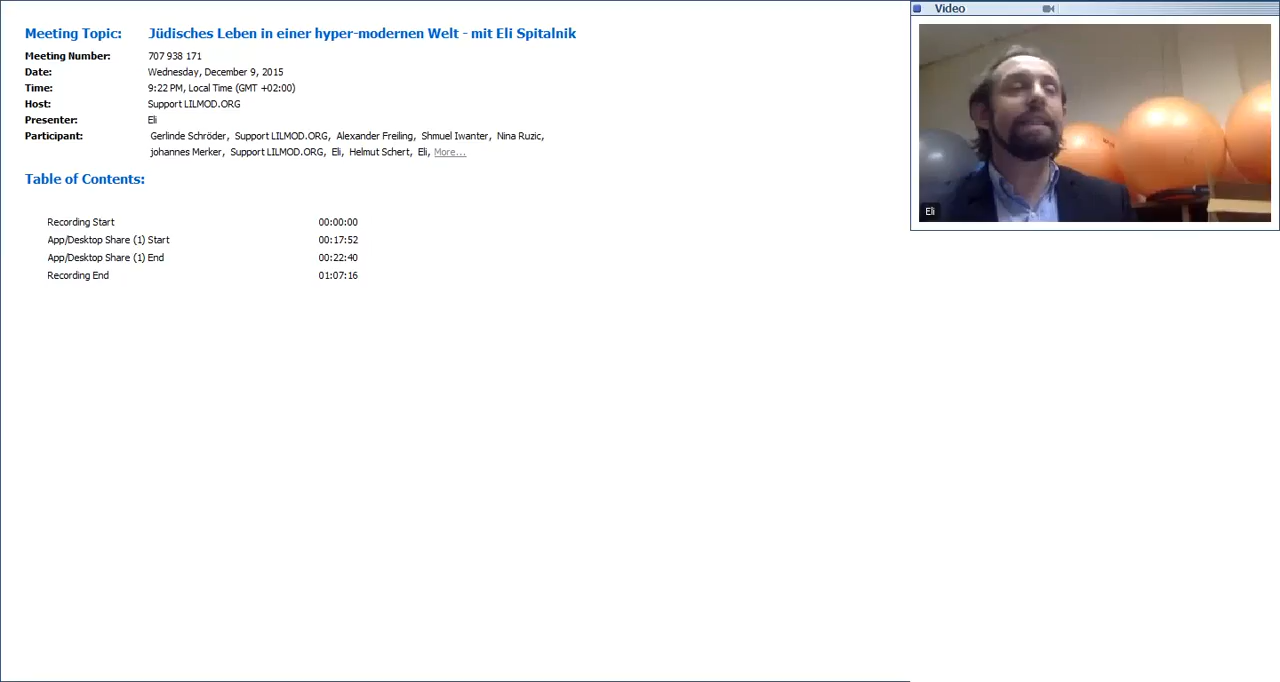 Meeting Topic: Jüdisches Leben in einer hyper-modernen Welt - mit Eli Spitalnik
Meeting Number: 707 938 171
Date: Wednesday, December 9, 2015
Time: 9:22 PM, Local Time (GMT +02:00)
Host: Support LILMOD.ORG
Presenter: Eli
Participant: Gerlinde Schröder, Support LILMOD.ORG, Alexander Freiling, Shmuel Iwanter, Nina Ruzic,
johannes Merker, Support LILMOD.ORG, Eli, Helmut Schert, Eli, More...
Table of Contents:
Recording Start 00:00:00
App/Desktop Share (1) Start 00:17:52
App/Desktop Share (1) End 00:22:40
Recording End 01:07:16
Video
Eli